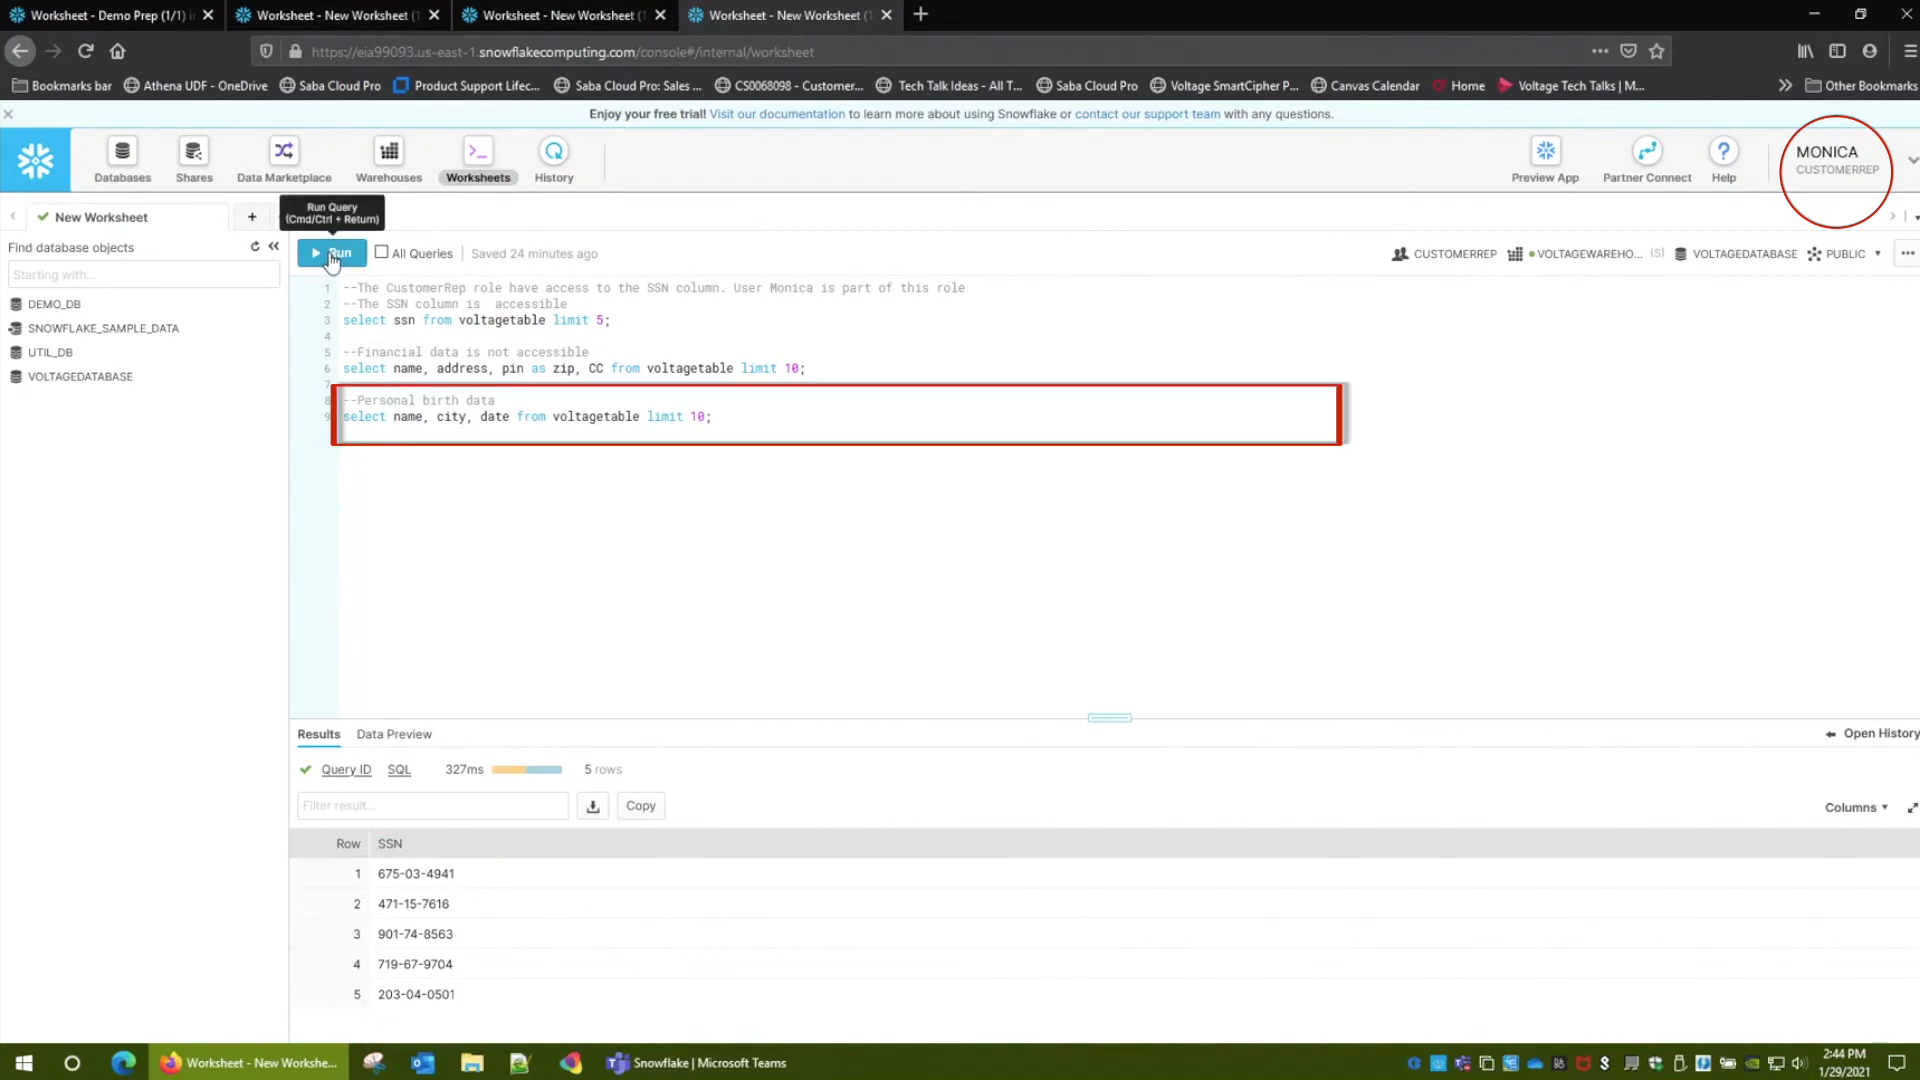 Worksheet - Demo Prep (1/1) i
Worksheet - New Worksheet (1
Worksheet - New Worksheet (1
Worksheet - New Worksheet (1
https://eia99093.us-east-1.snowflakecomputing.com/console#/internal/worksheet
Bookmarks bar
Athena UDF - OneDrive
Saba Cloud Pro
Product Support Lifec...
Saba Cloud Pro: Sales ...
CS0068098 - Customer...
Tech Talk Ideas - All T...
Saba Cloud Pro
Voltage SmartCipher P...
Canvas Calendar
Home
Voltage Tech Talks | M...
Other Bookmarks
Enjoy your free trial! Visit our documentation to learn more about using Snowflake or contact our support team with any questions.
Databases
Shares
Data Marketplace
Warehouses
Worksheets
History
Preview App
Partner Connect
Help
MONICA
CUSTOMERREP
New Worksheet
Run Query
(Cmd/Ctrl + Return)
Find database objects
Starting with...
DEMO_DB
SNOWFLAKE_SAMPLE_DATA
UTIL_DB
VOLTAGEDATABASE
Run
All Queries
Saved 24 minutes ago
CUSTOMERREP
VOLTAGEWAREHO... (S)
VOLTAGEDATABASE
PUBLIC
1 --The CustomerRep role have access to the SSN column. User Monica is part of this role
2 --The SSN column is  accessible
3 select ssn from voltagetable limit 5;
4
5 --Financial data is not accessible
6 select name, address, pin as zip, CC from voltagetable limit 10;
7
8 --Personal birth data
9 select name, city, date from voltagetable limit 10;
Results
Data Preview
Open History
Query ID
SQL
327ms
5 rows
Filter result...
Copy
Columns
Row SSN
1 675-03-4941
2 471-15-7616
3 901-74-8563
4 719-67-9704
5 203-04-0501
Worksheet - New Workshe...
Snowflake | Microsoft Teams
2:44 PM
1/29/2021